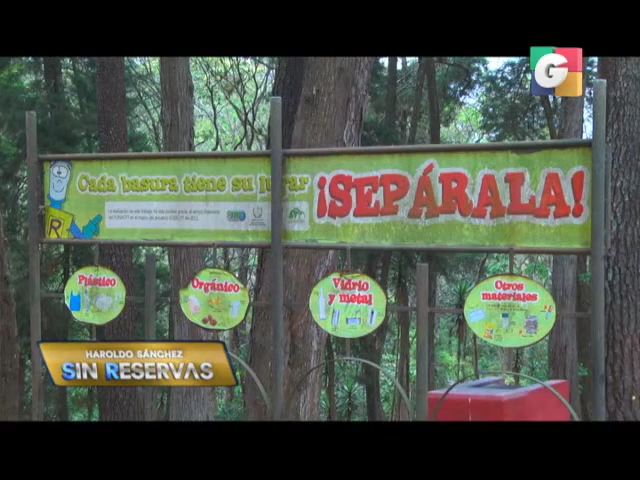 G
Cada basura tiene su lugar
¡SEPÁRALA!
R
Plástico
Orgánico
Vidrio
y metal
Otros
materiales
HAROLDO SÁNCHEZ
SIN RESERVAS